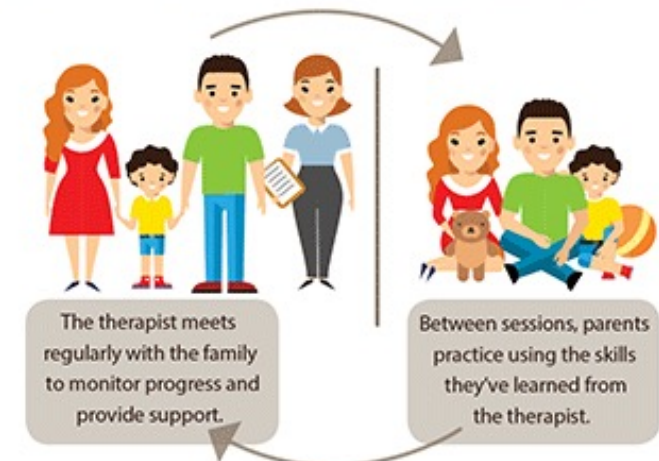 The therapist meets
regularly with the family
to monitor progress and
provide support.
Between sessions, parents
practice using the skills
they've learned from
the therapist.